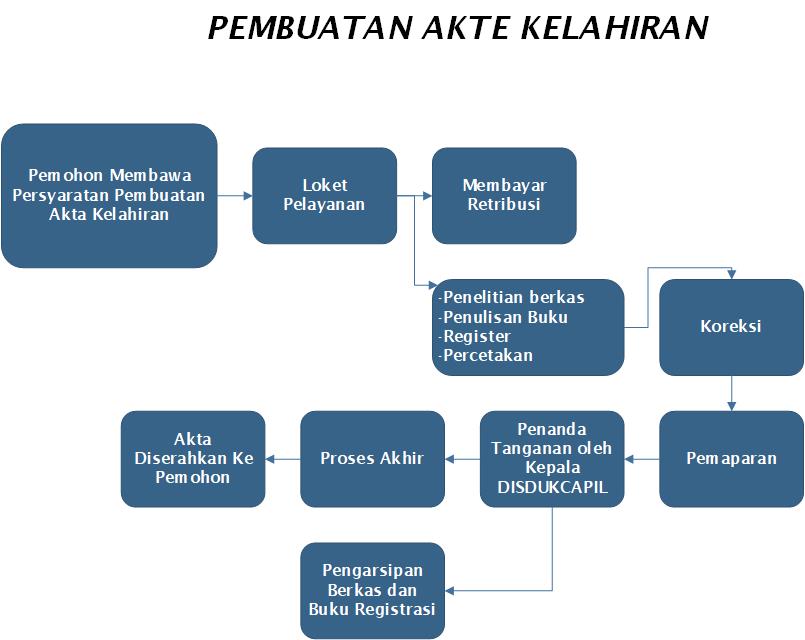 PEMBUATAN AKTE KELAHIRAN
Pemohon Membawa
Persyaratan Pembuatan
Akta Kelahiran
Loket
Pelayanan
Membayar
Retribusi
-Penelitian berkas
-Penulisan Buku
-Register
-Percetakan
Koreksi
Pemaparan
Penanda
Tanganan oleh
Kepala
DISDUKCAPIL
Proses Akhir
Akta
Diserahkan Ke
Pemohon
Pengarsipan
Berkas dan
Buku Registrasi